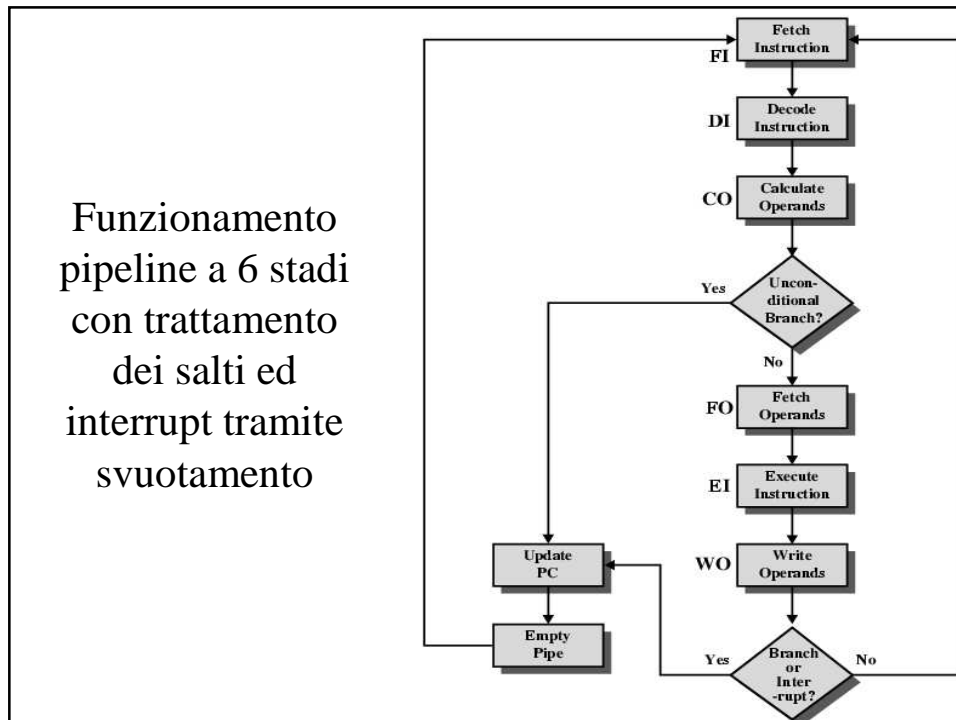 Funzionamento
pipeline a 6 stadi
con trattamento
dei salti ed
interrupt tramite
svuotamento
Fetch
Instruction
FI
Decode
Instruction
DI
Calculate
Operands
CO
Uncon-
ditional
Branch?
Yes
No
Fetch
Operands
FO
Execute
Instruction
EI
Write
Operands
WO
Update
PC
Empty
Pipe
Branch
or
Inter
-rupt?
Yes
No